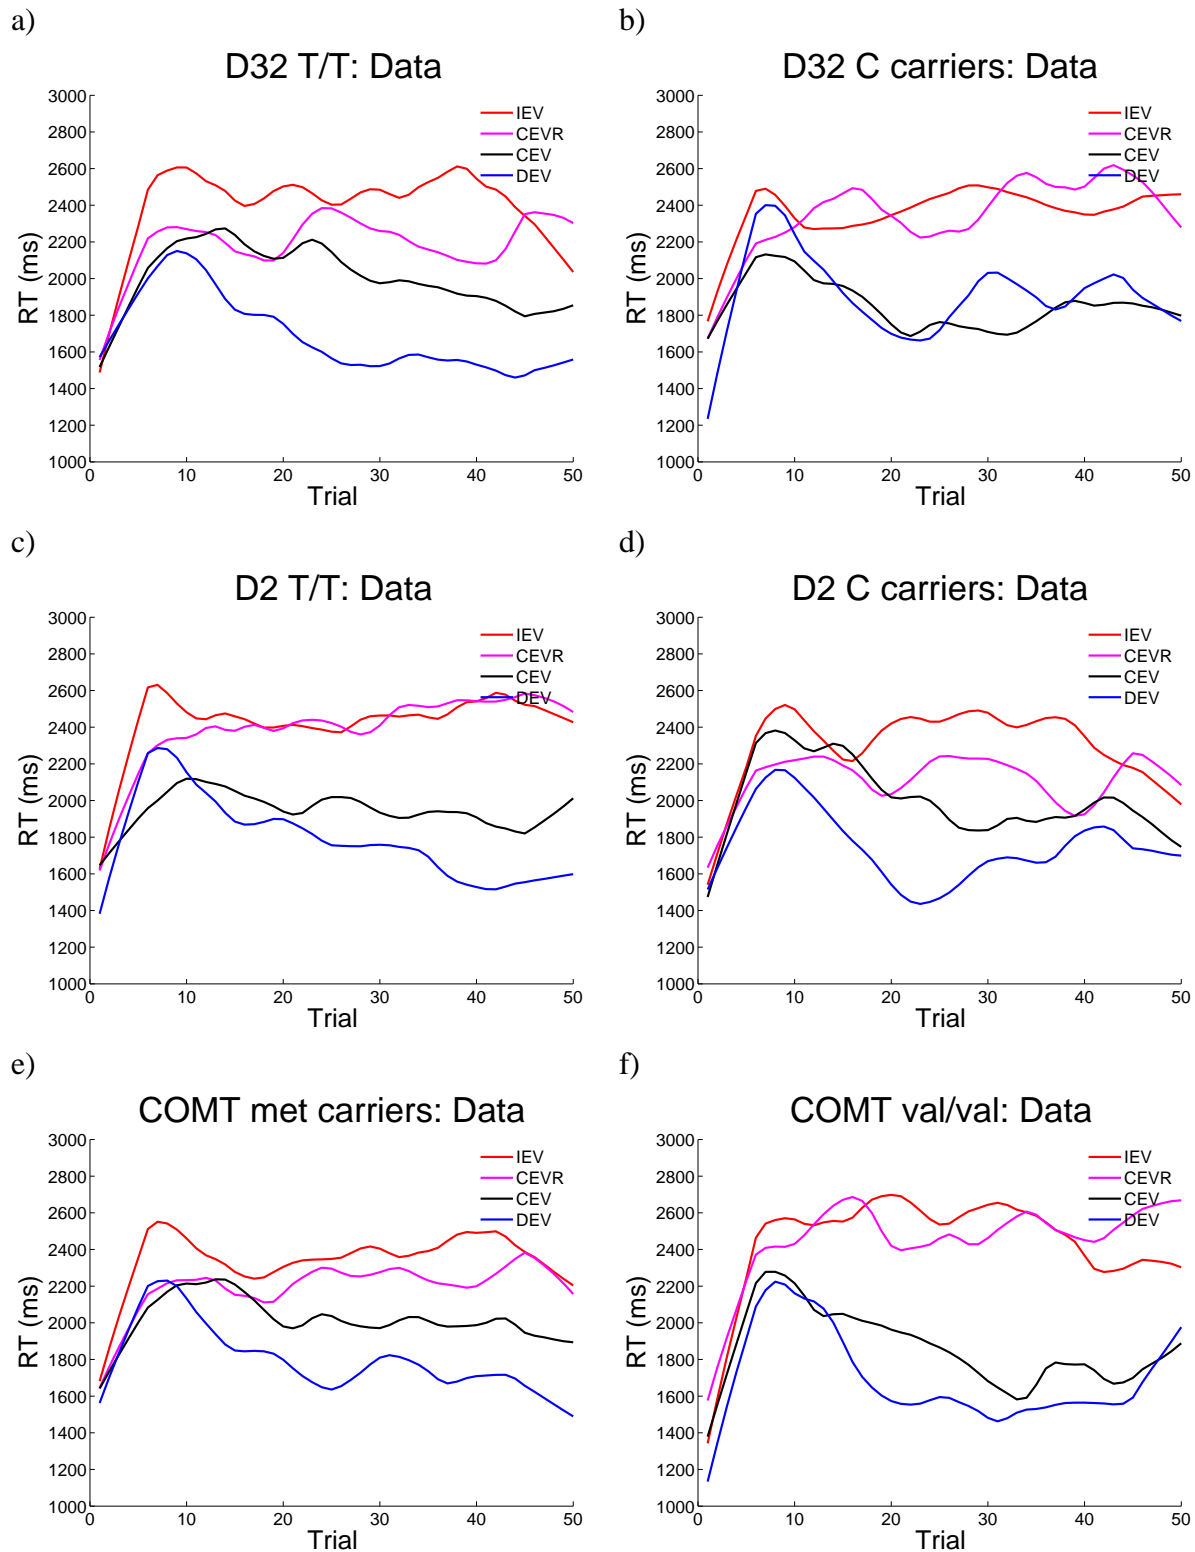 a)
D32 T/T: Data
3000
2800
2600
2400
2200
2000
1800
1600
1400
1200
1000
RT (ms)
0 10 20 30 40 50
Trial
IEV
CEVR
CEV
DEV
b)
D32 C carriers: Data
3000
2800
2600
2400
2200
2000
1800
1600
1400
1200
1000
RT (ms)
0 10 20 30 40 50
Trial
IEV
CEVR
CEV
DEV
c)
D2 T/T: Data
3000
2800
2600
2400
2200
2000
1800
1600
1400
1200
1000
RT (ms)
0 10 20 30 40 50
Trial
IEV
CEVR
CEV
DEV
d)
D2 C carriers: Data
3000
2800
2600
2400
2200
2000
1800
1600
1400
1200
1000
RT (ms)
0 10 20 30 40 50
Trial
IEV
CEVR
CEV
DEV
e)
COMT met carriers: Data
3000
2800
2600
2400
2200
2000
1800
1600
1400
1200
1000
RT (ms)
0 10 20 30 40 50
Trial
IEV
CEVR
CEV
DEV
f)
COMT val/val: Data
3000
2800
2600
2400
2200
2000
1800
1600
1400
1200
1000
RT (ms)
0 10 20 30 40 50
Trial
IEV
CEVR
CEV
DEV